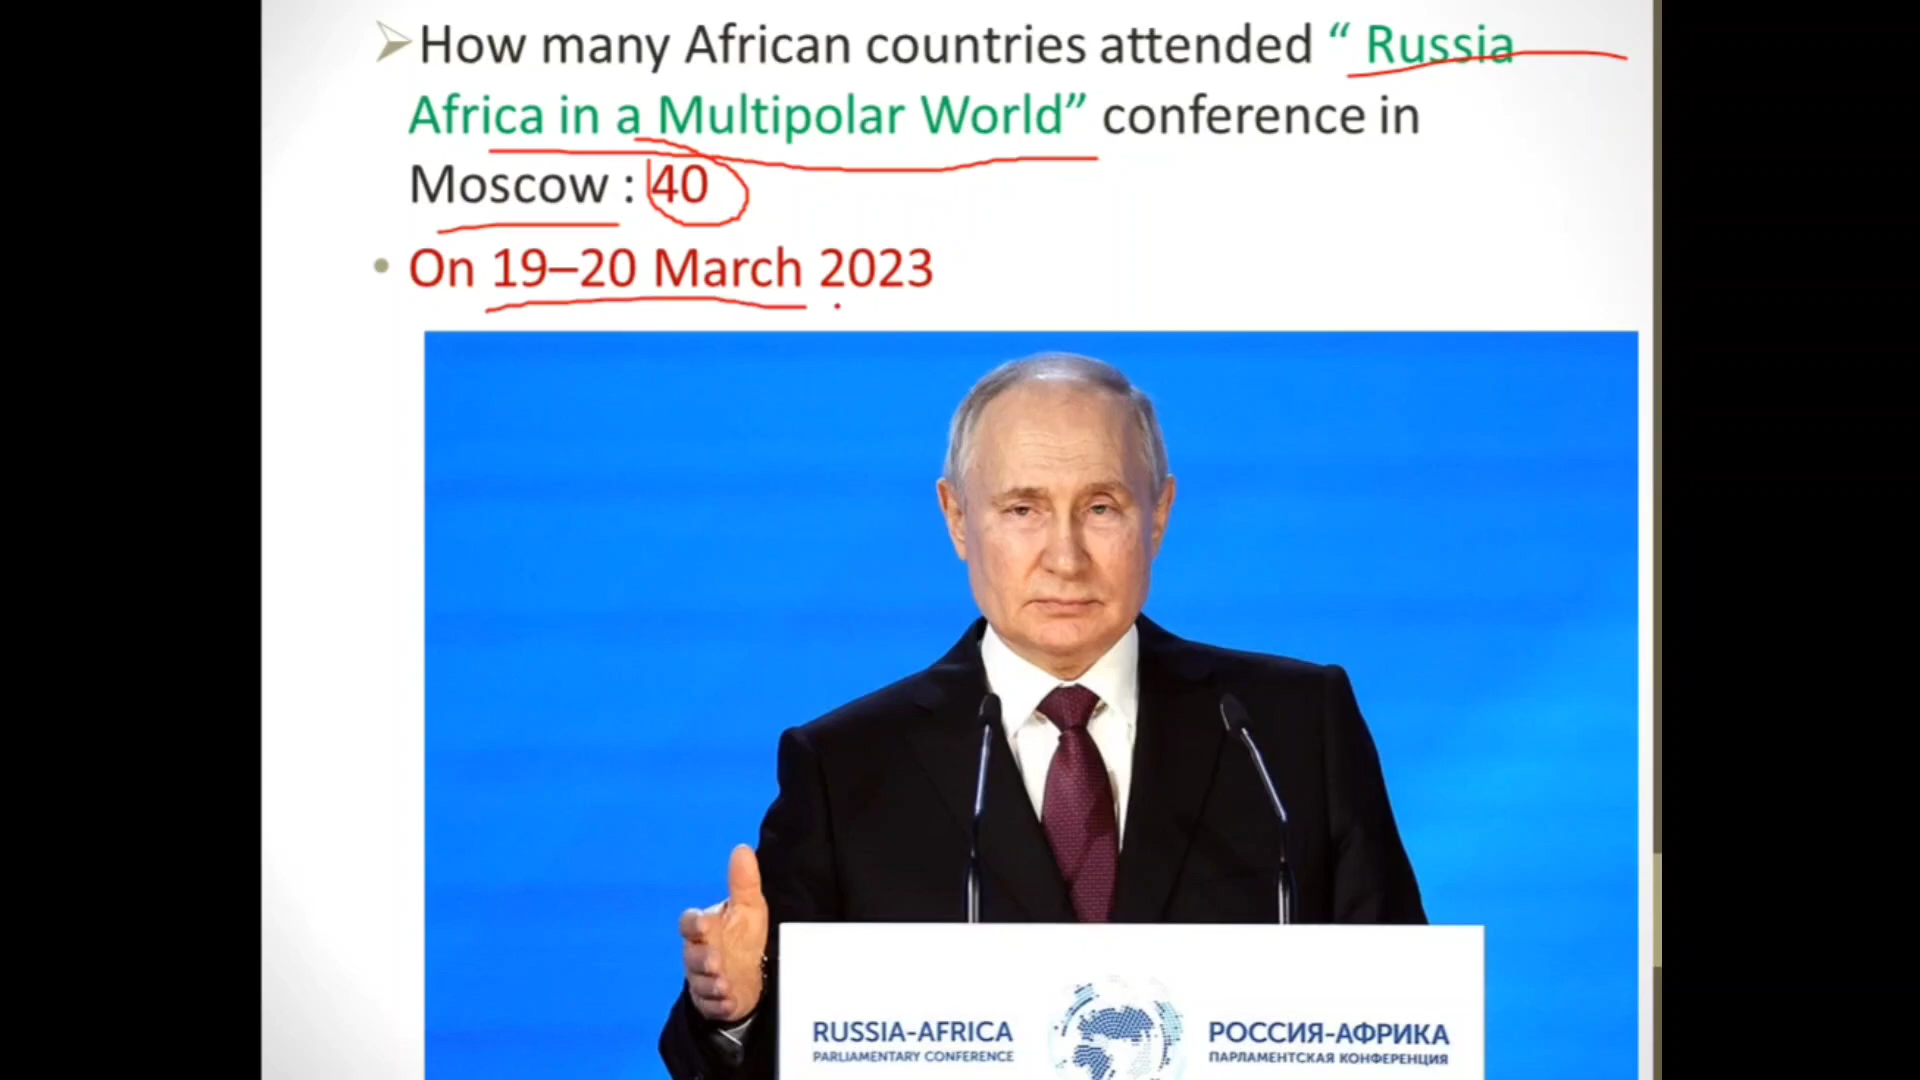 How many African countries attended “ Russia
Africa in a Multipolar World” conference in
Moscow : 40
On 19–20 March 2023
RUSSIA-AFRICA
PARLIAMENTARY CONFERENCE
РОССИЯ-АФРИКА
ПАРЛАМЕНТСКАЯ КОНФЕРЕНЦИЯ